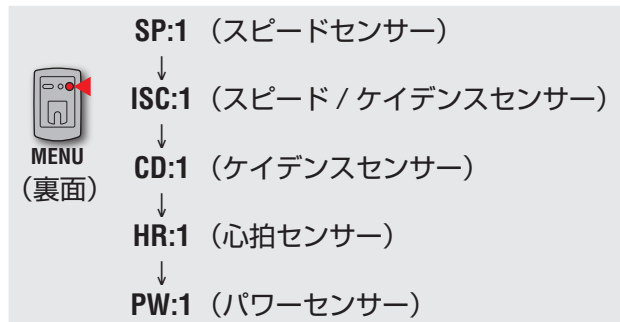 SP:1（スピードセンサー）
↓
ISC:1（スピード / ケイデンスセンサー）
↓
CD:1（ケイデンスセンサー）
↓
HR:1（心拍センサー）
↓
PW:1（パワーセンサー）
MENU
（裏面）